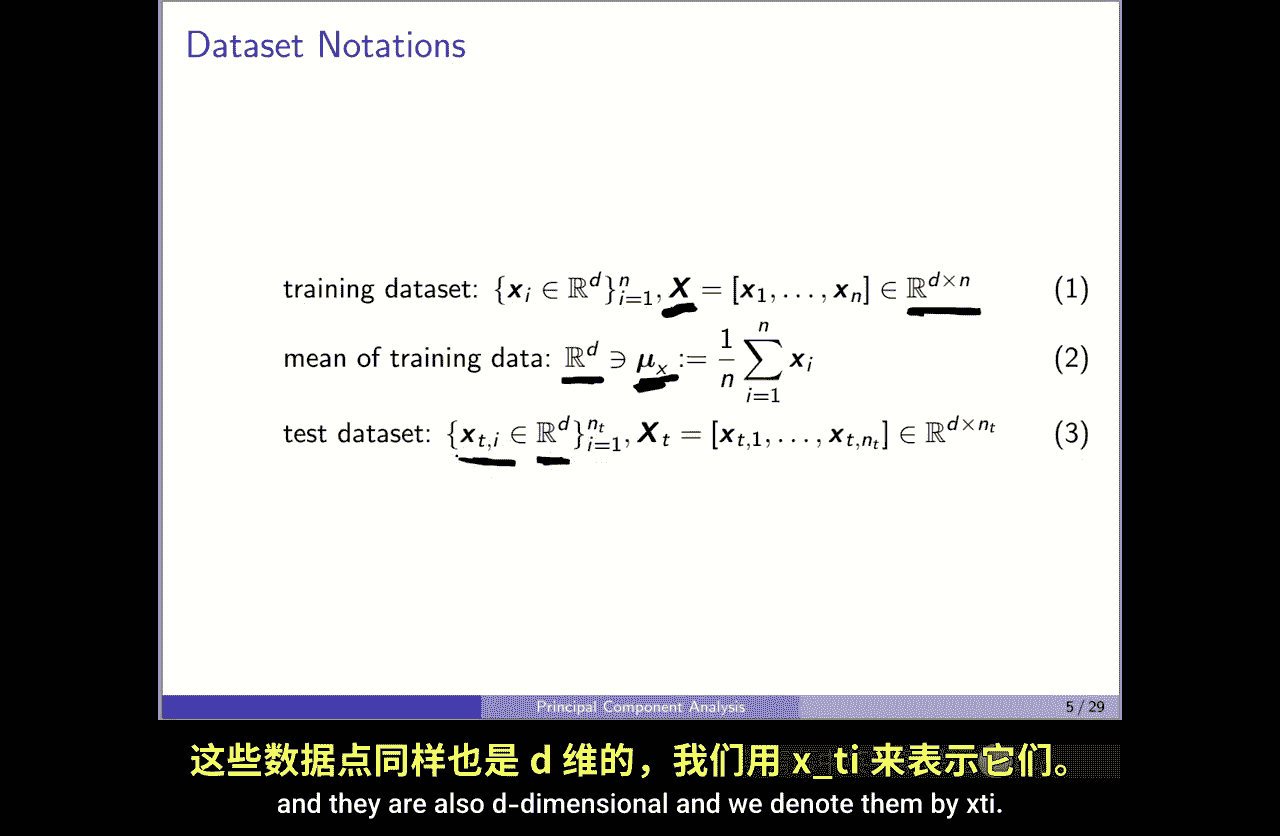 Dataset Notations
training dataset: {x_i ∈ ℝ^d}_{i=1}^n, X = [x_1, . . . , x_n] ∈ ℝ^{d×n} (1)
mean of training data: ℝ^d ∋ μ_x := \frac{1}{n} \sum_{i=1}^{n} x_i (2)
test dataset: {x_{t,i} ∈ ℝ^d}_{i=1}^{n_t}, X_t = [x_{t,1}, . . . , x_{t,n_t}] ∈ ℝ^{d×n_t} (3)
Principal Component Analysis 5 / 29
这些数据点同样也是 d 维的，我们用 x_ti 来表示它们。
and they are also d-dimensional and we denote them by xti.